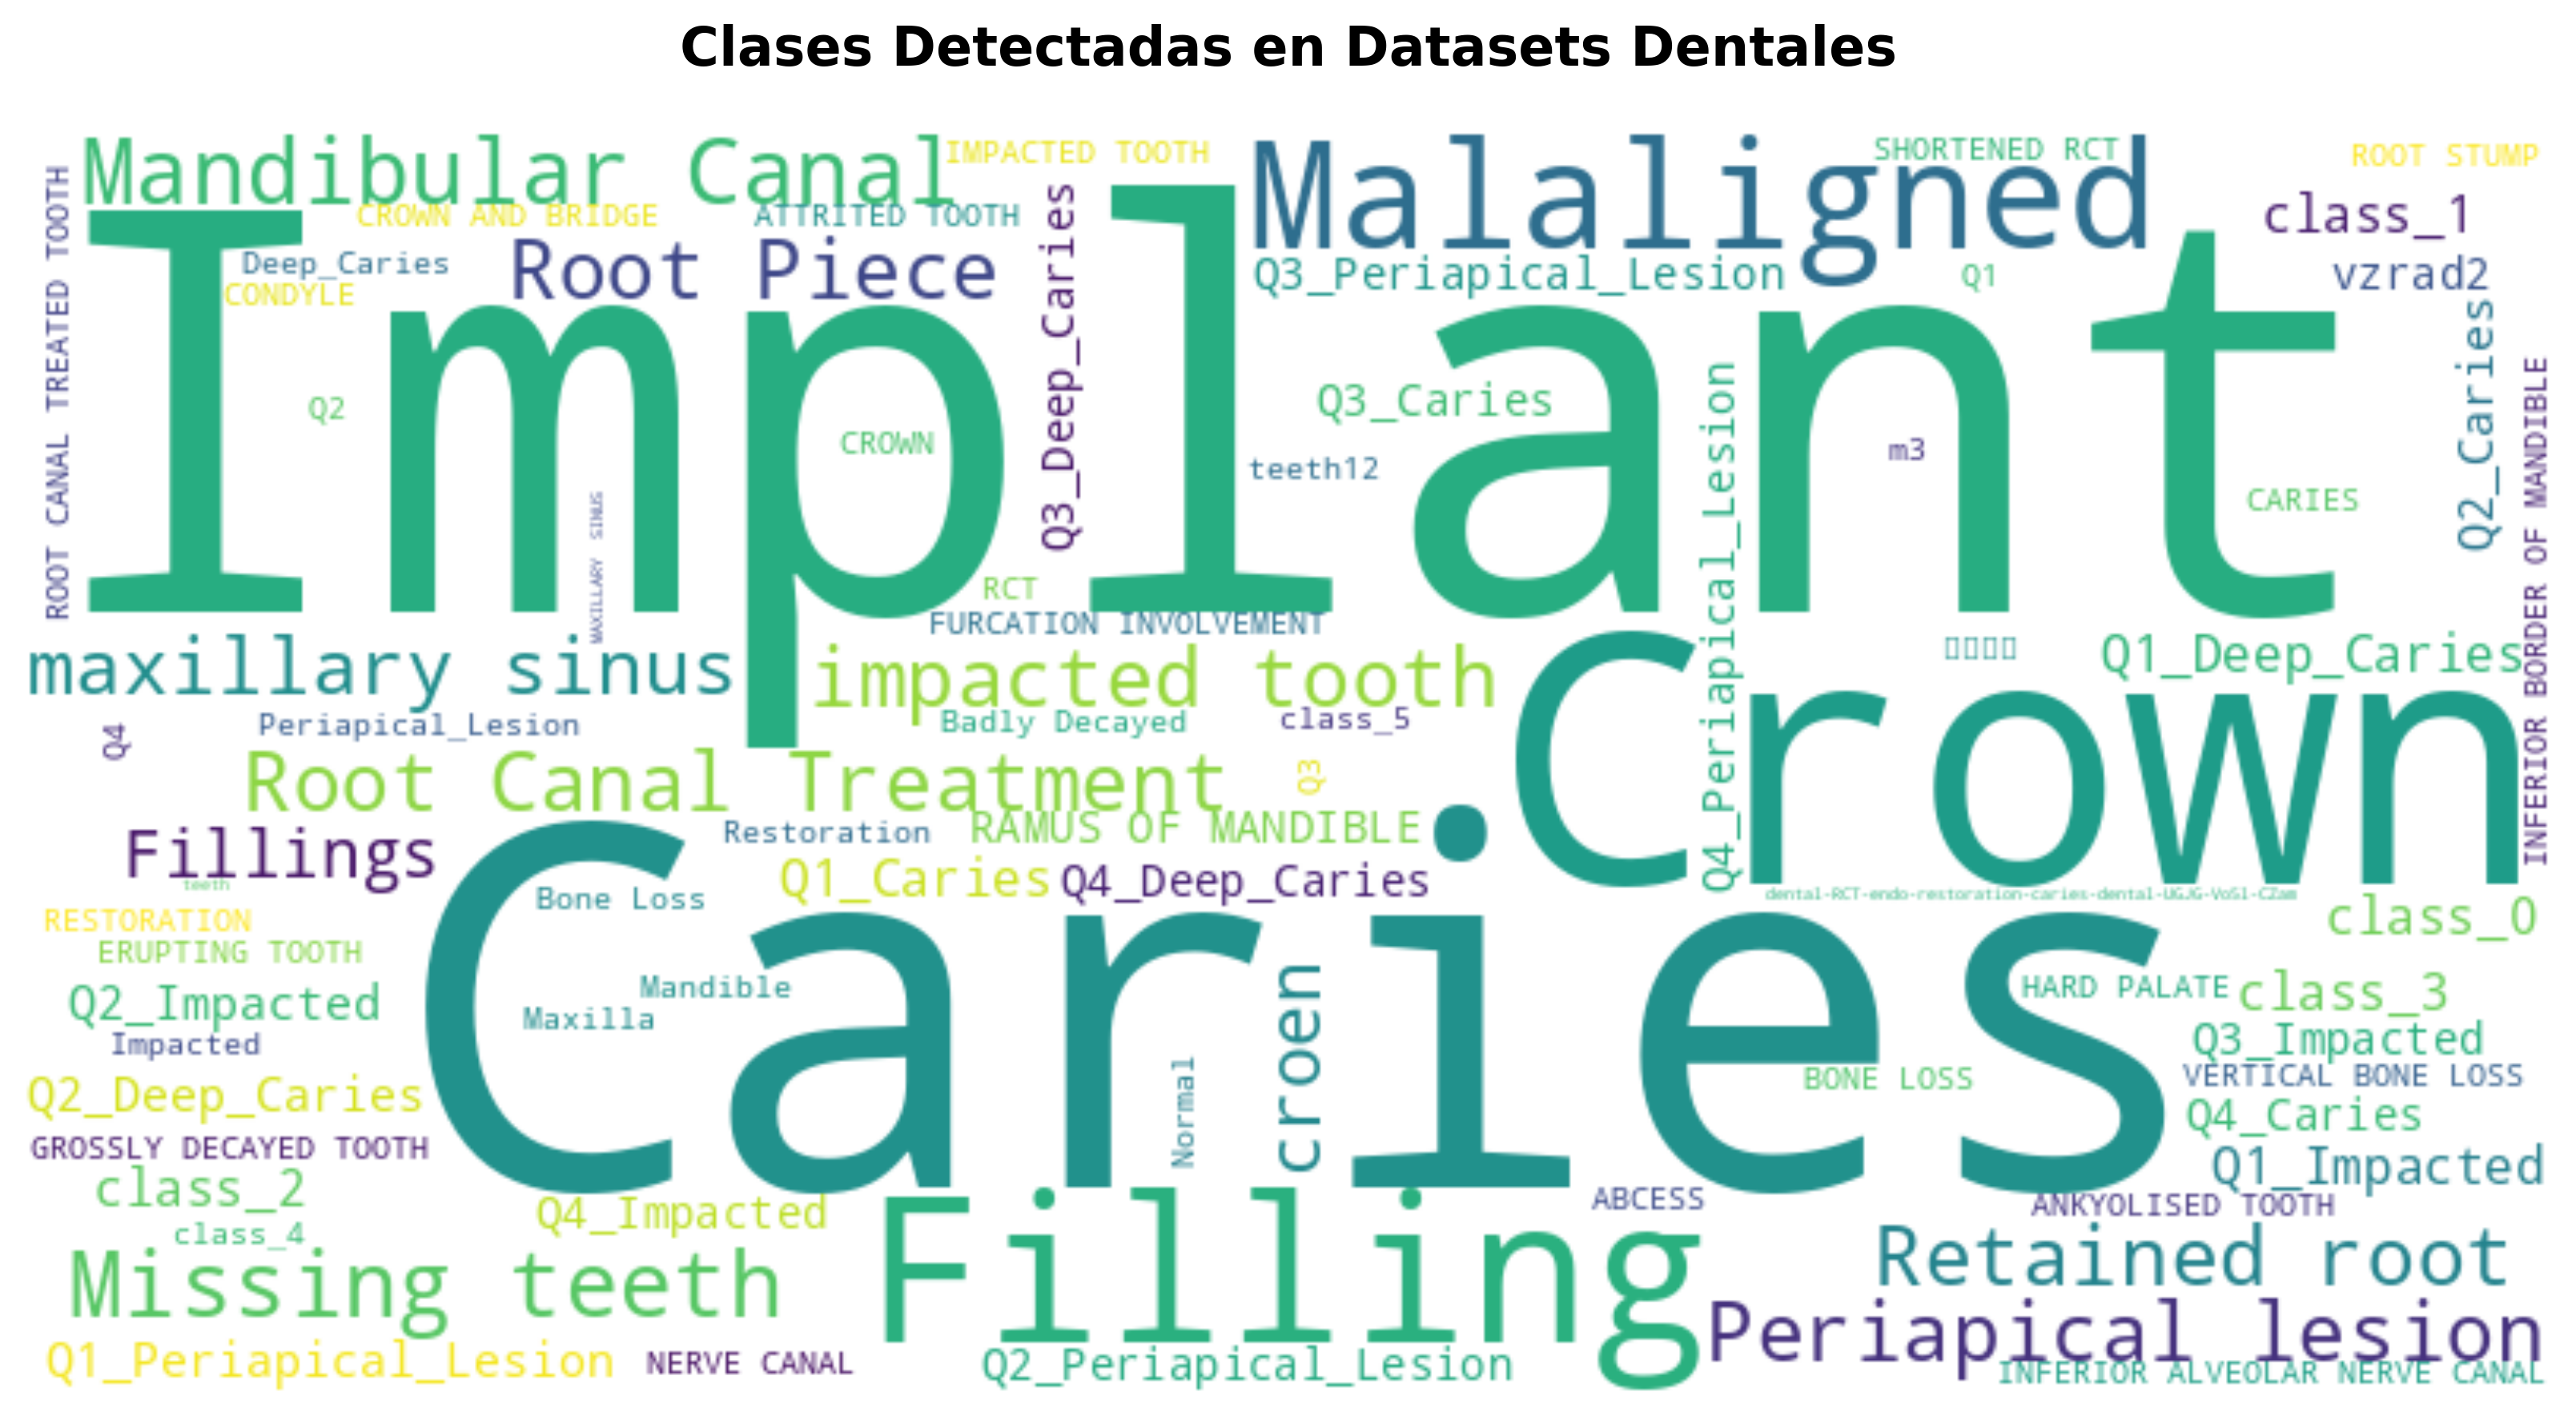 Clases Detectadas en Datasets Dentales
Mandibular Canal
IMPACTED TOOTH
Malaligned
SHORTENED RCT
ROOT STUMP
ROOT CANAL TREATED TOOTH
CROWN AND BRIDGE
ATTRITED TOOTH
class_1
Implant
Deep_Caries
Root Piece
Q3_Deep_Caries
Q3_Periapical_Lesion
Q1
vzrad2
CONDYLE
Q2_Caries
Q2
CROWN
Q3_Caries
Q4_Periapical_Lesion
INFERIOR BORDER OF MANDIBLE
teeth12
m3
CARIES
MAXILLARY SINUS
RCT
FURCATION INVOLVEMENT
maxillary sinus
impacted tooth
Crown
Q1_Deep_Caries
Q4
Periapical_Lesion
Badly Decayed
class_5
Root Canal Treatment
Q3
Fillings
Restoration
RAMUS OF MANDIBLE
teeth
Q1_Caries
Q4_Deep_Caries
Caries
Bone Loss
dental-RCT-endo-restoration-caries-dental-UGJG-VoSl-CZam
RESTORATION
class_0
ERUPTING TOOTH
Mandible
croen
HARD PALATE
class_3
Q2_Impacted
Maxilla
Q3_Impacted
Impacted
Normal
BONE LOSS
VERTICAL BONE LOSS
Q2_Deep_Caries
Q4_Caries
GROSSLY DECAYED TOOTH
Q1_Impacted
class_2
Q4_Impacted
Filling
ABCESS
ANKYOLISED TOOTH
class_4
Missing teeth
Retained root
Periapical lesion
Q1_Periapical_Lesion
NERVE CANAL
Q2_Periapical_Lesion
INFERIOR ALVEOLAR NERVE CANAL